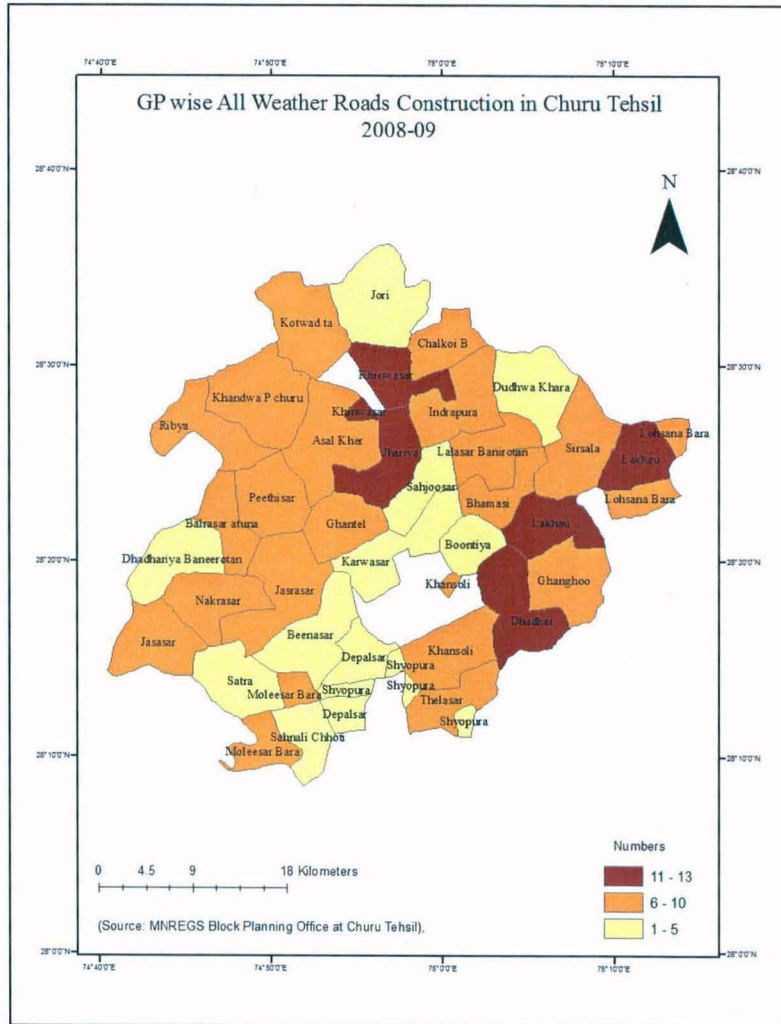 74°40'0"E 74°50'0"E 75°0'0"E 75°10'0"E
GP wise All Weather Roads Construction in Churu Tehsil
2008-09
28°40'0"N 28°40'0"N
N
Jori
Kotwad ta
Chalkoi B
28°30'0"N 28°30'0"N
Khinwasar
Dudhwa Khara
Khandwa P churu
Khinwasar
Indrapura
Ribya
Asal Kher
Jhariya
Lalasar Banirotan
Sirsala
Lohsana Bara
Lakhau
Sahjoosar
Peethisar
Bhamasi
Lohsana Bara
Balrasar atuna
Ghantel
Lakhau
Boontiya
Dhadhariya Baneerotan
Karwasar
28°20'0"N 28°20'0"N
Khansoli
Ghanghoo
Nakrasar
Jasrasar
Dhadhar
Jasasar
Beenasar
Khansoli
Depalsar
Shyopura
Satra
Moleesar Bara
Shyopura
Shyopura
Thelasar
Depalsar
Shyopura
Sahnali Chhoti
Moleesar Bara
28°10'0"N 28°10'0"N
Numbers
0 4.5 9 18 Kilometers
11 - 13
6 - 10
1 - 5
(Source: MNREGS Block Planning Office at Churu Tehsil).
28°0'0"N 28°0'0"N
74°40'0"E 74°50'0"E 75°0'0"E 75°10'0"E